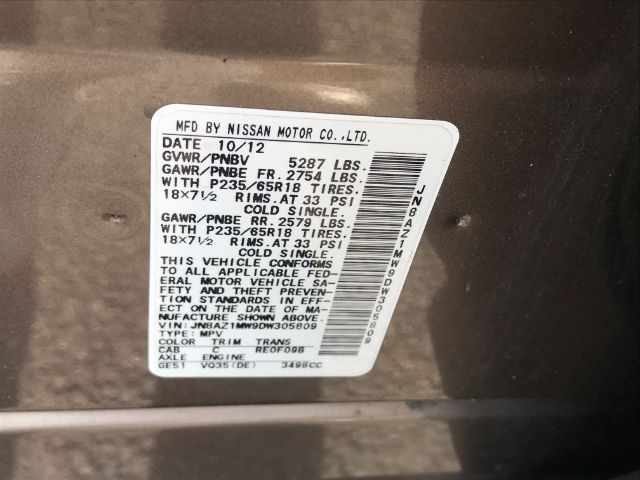 MFD BY NISSAN MOTOR CO.,LTD.
DATE 10/12
GVWR/PNBV 5287 LBS.
GAWR/PNBE FR. 2754 LBS.
WITH P235/65R18 TIRES.
18×7½ RIMS.AT 33 PSI
COLD SINGLE.
GAWR/PNBE RR. 2579 LBS.
WITH P235/65R18 TIRES.
18×7½ RIMS.AT 33 PSI
COLD SINGLE.
THIS VEHICLE CONFORMS
TO ALL APPLICABLE FED-
ERAL MOTOR VEHICLE SA-
FETY AND THEFT PREVEN-
TION STANDARDS IN EFF-
ECT ON THE DATE OF MA-
NUFACTURE SHOWN ABOVE.
VIN:JN8AZ1MW9DW305809
TYPE:MPV
COLOR TRIM TRANS
CAB C RE0F09B
AXLE ENGINE
GE51 VQ35(DE) 3498CC
JN8AZ1MW9DW305809